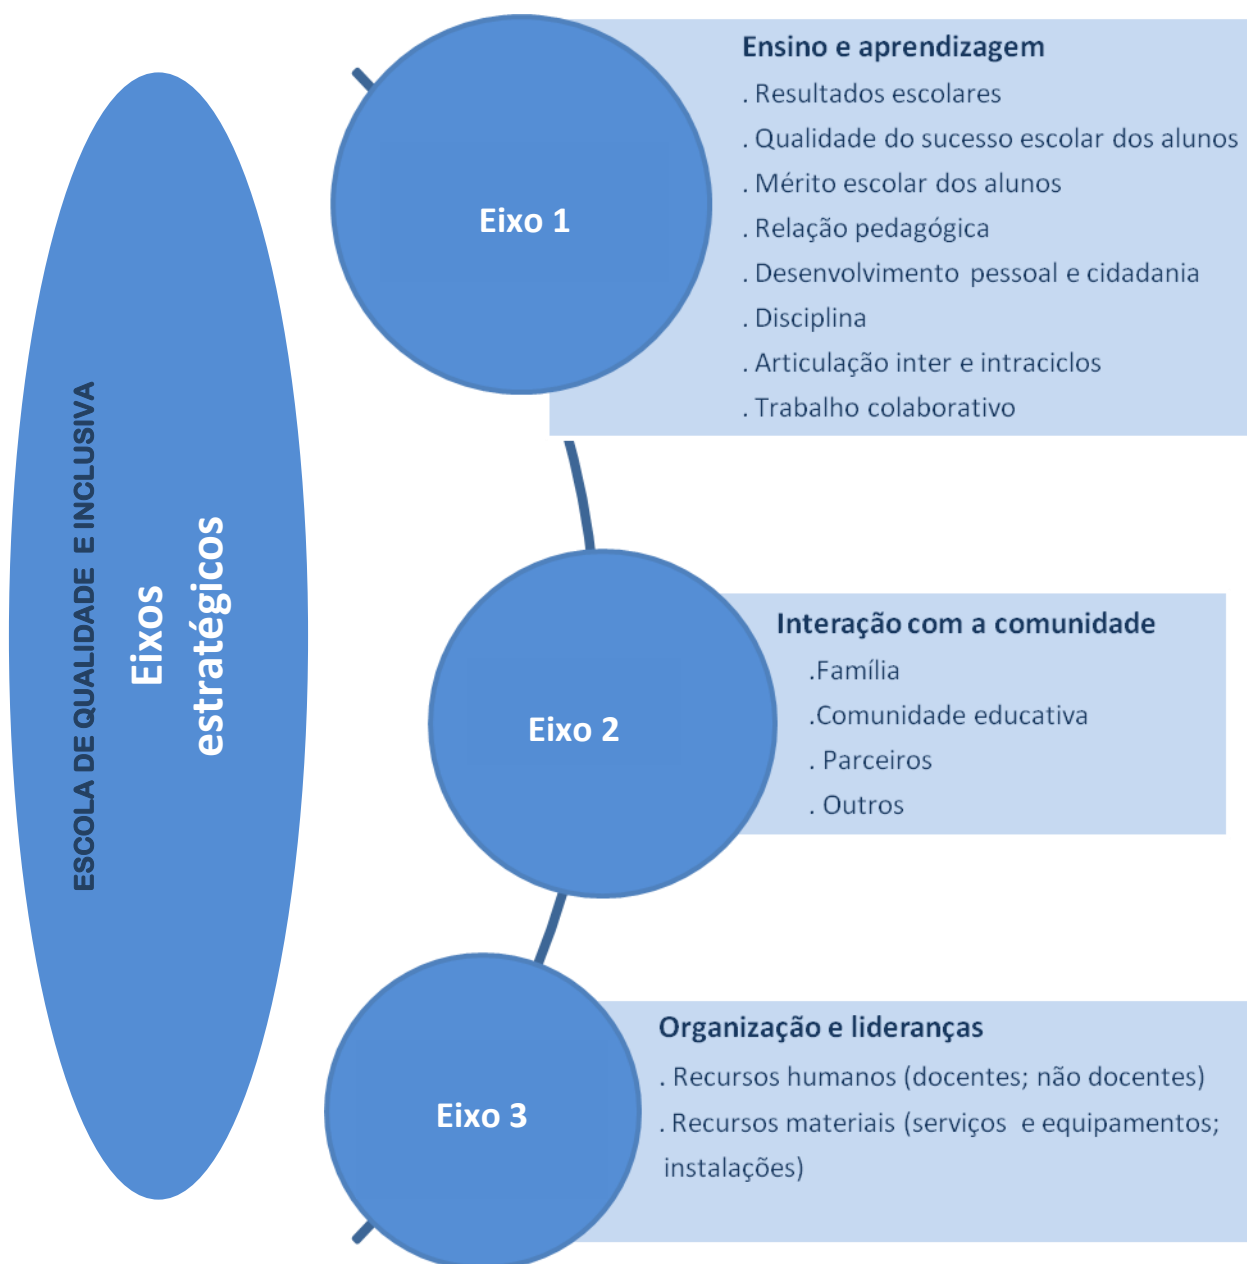 ESCOLA DE QUALIDADE E INCLUSIVA
Eixos
estratégicos
Eixo 1
Ensino e aprendizagem
. Resultados escolares
. Qualidade do sucesso escolar dos alunos
. Mérito escolar dos alunos
. Relação pedagógica
. Desenvolvimento pessoal e cidadania
. Disciplina
. Articulação inter e intraciclos
. Trabalho colaborativo
Eixo 2
Interação com a comunidade
.Família
.Comunidade educativa
. Parceiros
. Outros
Eixo 3
Organização e lideranças
. Recursos humanos (docentes; não docentes)
. Recursos materiais (serviços e equipamentos;
instalações)